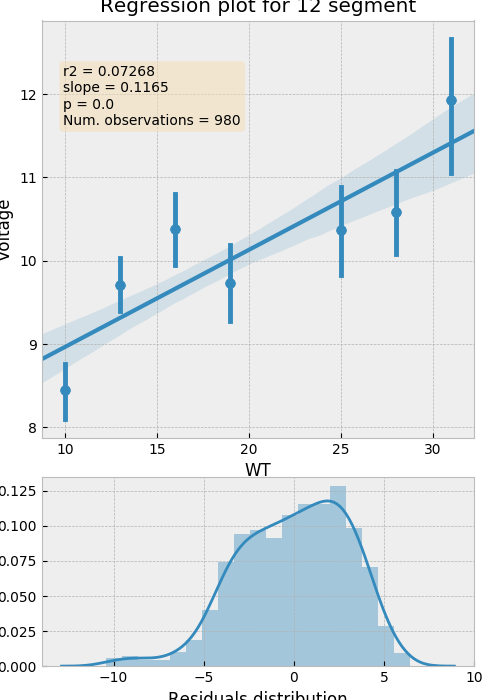 Regression plot for 12 segment
r2 = 0.07268
slope = 0.1165
p = 0.0
Num. observations = 980
12
11
10
9
8
Voltage
10 15 20 25 30
WT
0.125
0.100
0.075
0.050
0.025
0.000
−10 −5 0 5 10
Residuals distribution